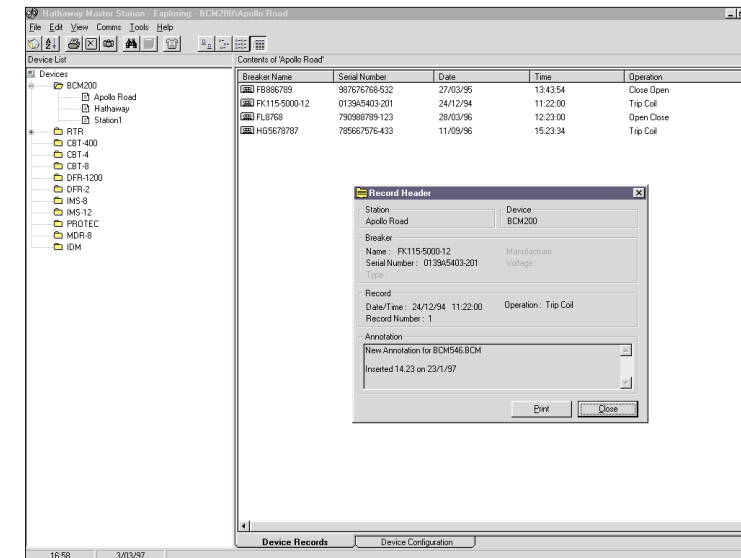 Hathaway Master Station - Exploring - BCM200\Apollo Road
File Edit View Comms Tools Help
Device List
Contents of 'Apollo Road'
Devices
BCM200
Apollo Road
Hathaway
Station1
RTR
CBT-400
CBT-4
CBT-8
DFR-1200
DFR-2
IMS-8
IMS-12
PROTEC
MDR-8
IDM
Breaker Name Serial Number Date Time Operation
FB886789 987676768-532 27/03/95 13:43:54 Close Open
FK115-5000-12 0139A5403-201 24/12/94 11:22:00 Trip Coil
FL8768 790988789-123 28/03/96 12:23:00 Open Close
HG5678787 785667576-433 11/09/96 15:23:34 Trip Coil
Record Header
Station
Apollo Road
Device
BCM200
Breaker
Name : FK115-5000-12 Manufacturer
Serial Number : 0139A5403-201 Voltage :
Type :
Record
Date/Time : 24/12/94 11:22:00 Operation : Trip Coil
Record Number : 1
Annotation
New Annotation for BCM546.BCM
Inserted 14.23 on 23/1/97
Print Close
Device Records Device Configuration
16:58 3/03/97